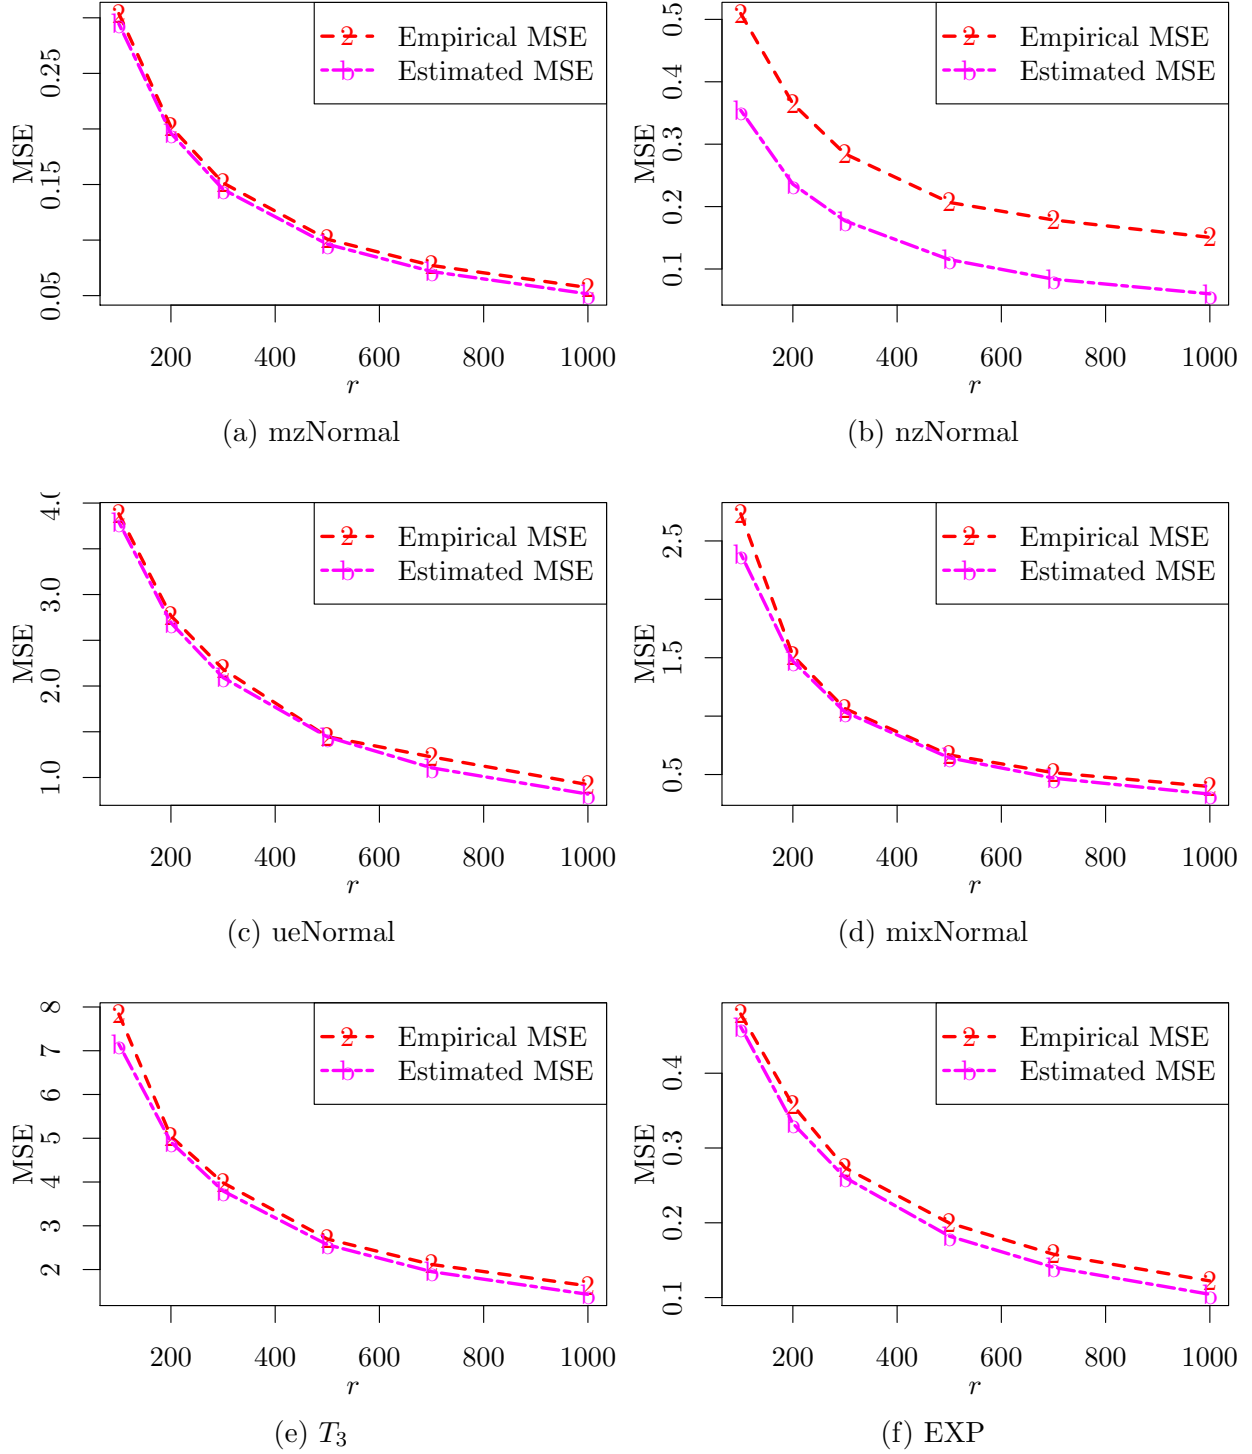 Empirical MSE
Estimated MSE
MSE
0.05 0.15 0.25
200 400 600 800 1000
r
(a) mzNormal
Empirical MSE
Estimated MSE
MSE
0.1 0.2 0.3 0.4 0.5
200 400 600 800 1000
r
(b) nzNormal
Empirical MSE
Estimated MSE
MSE
1.0 2.0 3.0 4.0
200 400 600 800 1000
r
(c) ueNormal
Empirical MSE
Estimated MSE
MSE
0.5 1.5 2.5
200 400 600 800 1000
r
(d) mixNormal
Empirical MSE
Estimated MSE
MSE
2 3 4 5 6 7 8
200 400 600 800 1000
r
(e) T₃
Empirical MSE
Estimated MSE
MSE
0.1 0.2 0.3 0.4
200 400 600 800 1000
r
(f) EXP